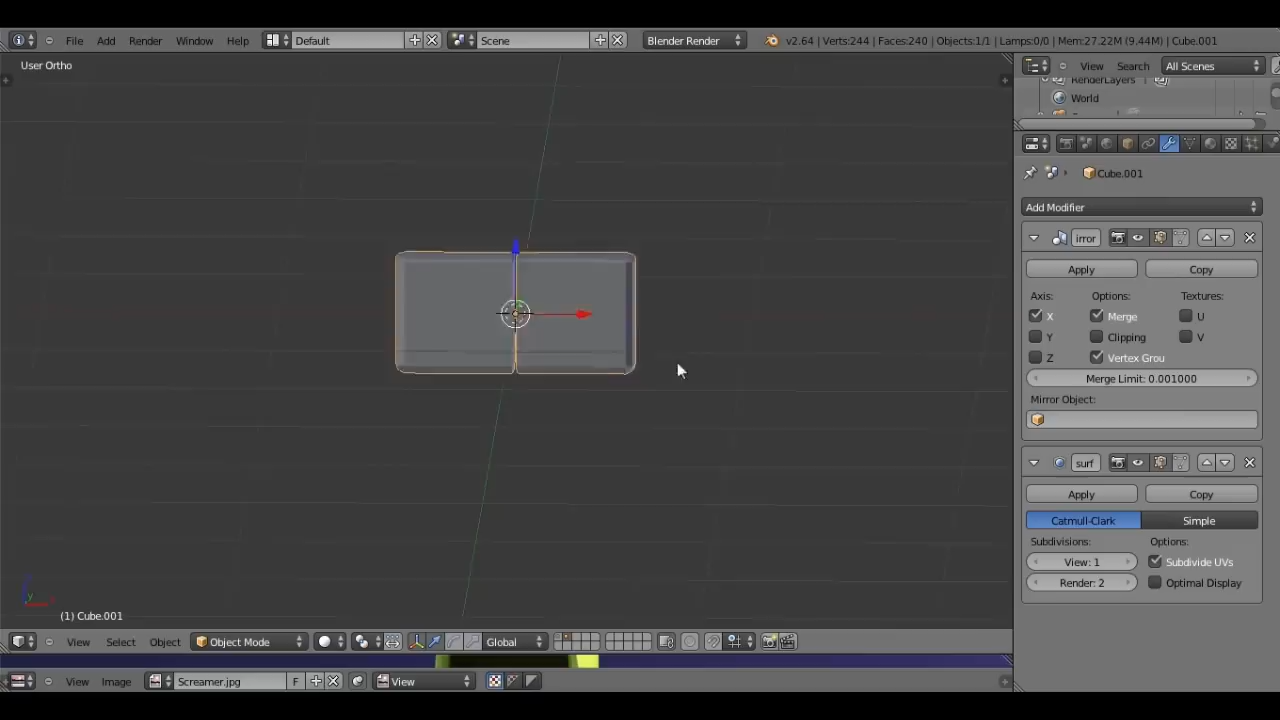 File Add Render Window Help Default Scene Blender Render v2.64 | Verts:244 | Faces:240 | Objects:1/1 | Lamps:0/0 | Mem:27.22M (9.44M) | Cube.001
User Ortho
View Search All Scenes
RenderLayers
World
Cube.001
Add Modifier
irror
Apply Copy
Axis: Options: Textures:
X Merge U
Y Clipping V
Z Vertex Grou
Merge Limit: 0.001000
Mirror Object:
surf
Apply Copy
Catmull-Clark Simple
Subdivisions: Options:
View: 1 Subdivide UVs
Render: 2 Optimal Display
(1) Cube.001
View Select Object Object Mode Global
View Image Screamer.jpg F View